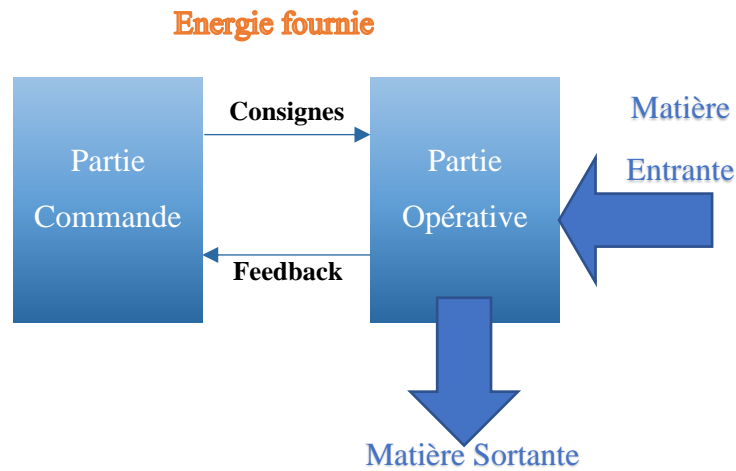 Energie fournie
Consignes
Partie
Commande
Partie
Opérative
Matière
Entrante
Feedback
Matière Sortante